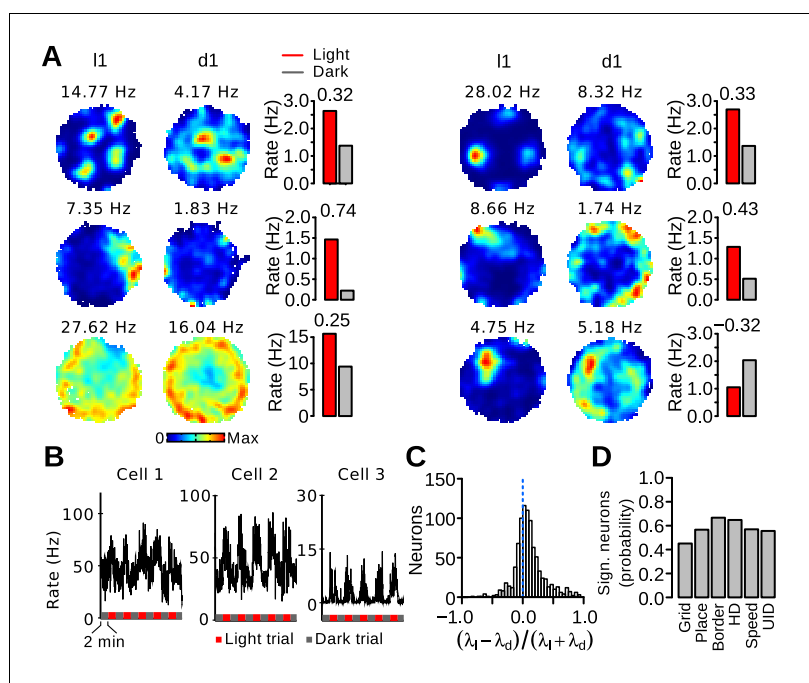 A
l1 d1
Light
Dark
14.77 Hz 4.17 Hz
0.32
Rate (Hz)
3.0
2.0
1.0
0.0
7.35 Hz 1.83 Hz
0.74
Rate (Hz)
2.0
1.5
1.0
0.5
0.0
27.62 Hz 16.04 Hz
0.25
Rate (Hz)
15
10
5
0
0 Max
l1 d1
28.02 Hz 8.32 Hz
0.33
Rate (Hz)
3.0
2.0
1.0
0.0
8.66 Hz 1.74 Hz
0.43
Rate (Hz)
2.0
1.5
1.0
0.5
0.0
4.75 Hz 5.18 Hz
−0.32
Rate (Hz)
3.0
2.0
1.0
0.0
B
Cell 1 Cell 2 Cell 3
Rate (Hz)
100
50
0
100
50
0
30
15
0
2 min
Light trial Dark trial
C
Neurons
150
100
50
0
−1.0 0.0 1.0
(λl − λd)/(λl + λd)
D
Sign. neurons
(probability)
1.0
0.8
0.6
0.4
0.2
0.0
Grid
Place
Border
HD
Speed
UID